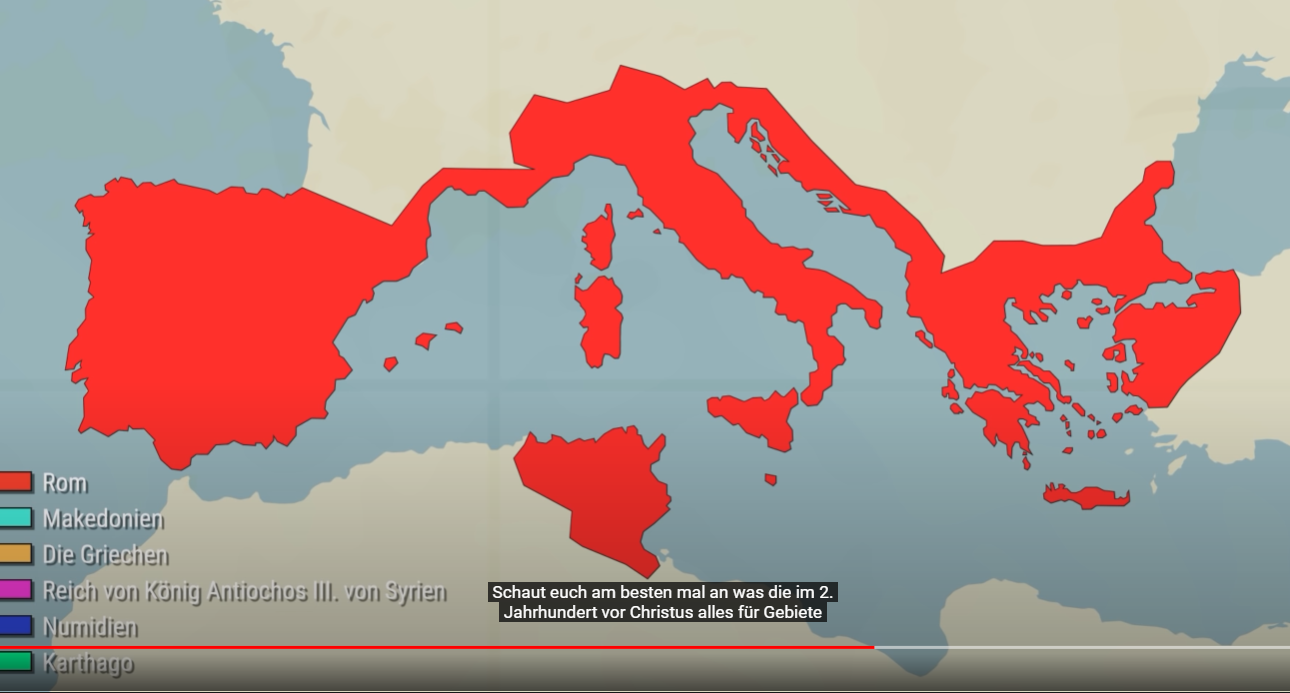 Rom
Makedonien
Die Griechen
Reich von König Antiochos III. von Syrien
Numidien
Karthago
Schaut euch am besten mal an was die im 2.
Jahrhundert vor Christus alles für Gebiete